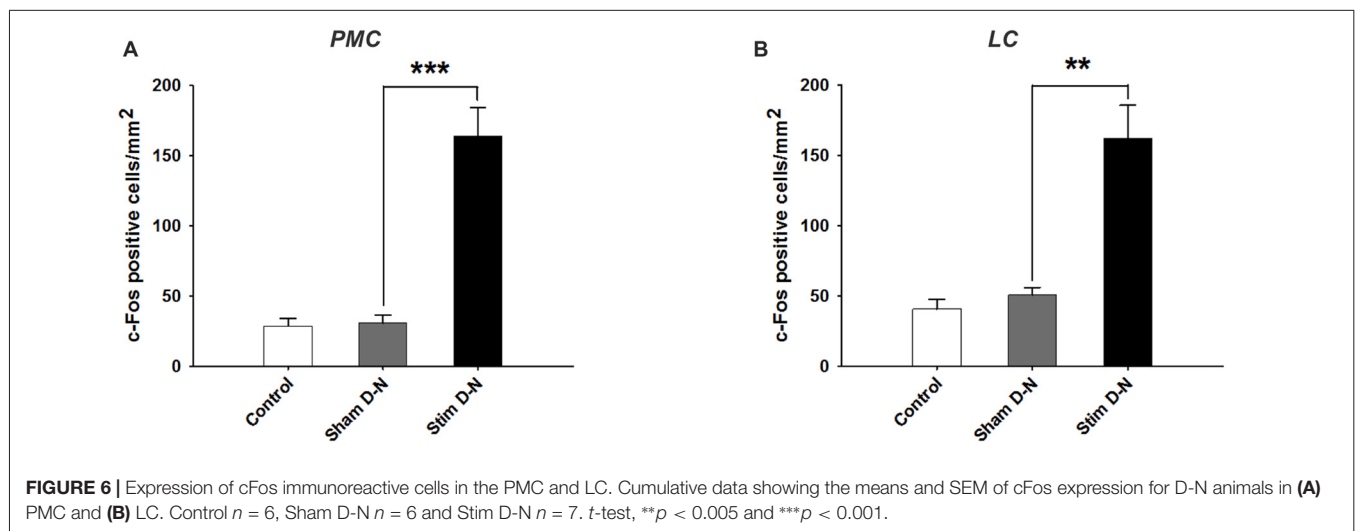 A
PMC
***
200
150
100
50
0
c-Fos positive cells/mm²
Control
Sham D-N
Stim D-N
B
LC
**
200
150
100
50
0
c-Fos positive cells/mm²
Control
Sham D-N
Stim D-N
FIGURE 6 | Expression of cFos immunoreactive cells in the PMC and LC. Cumulative data showing the means and SEM of cFos expression for D-N animals in (A)
PMC and (B) LC. Control n = 6, Sham D-N n = 6 and Stim D-N n = 7. t-test, **p < 0.005 and ***p < 0.001.